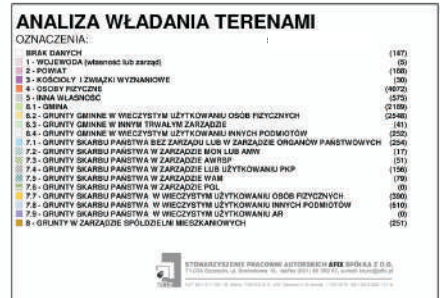 ANALIZA WŁADANIA TERENAMI
OZNACZENIA:
BRAK DANYCH (147)
1 - WOJEWODA (własność lub zarząd) (5)
2 - POWIAT (168)
3 - KOŚCIOŁY I ZWIĄZKI WYZNANIOWE (30)
4 - OSOBY FIZYCZNE (4072)
5 - INNA WŁASNOŚĆ (575)
6.1 - GMINA (2189)
6.2 - GRUNTY GMINNE W WIECZYSTYM UŻYTKOWANIU OSÓB FIZYCZNYCH (2548)
6.3 - GRUNTY GMINNE W INNYM TRWAŁYM ZARZĄDZIE (41)
6.4 - GRUNTY GMINNE W WIECZYSTYM UŻYTKOWANIU INNYCH PODMIOTÓW (252)
7.1 - GRUNTY SKARBU PAŃSTWA BEZ ZARZĄDU LUB W ZARZĄDZIE ORGANÓW PAŃSTWOWYCH (254)
7.2 - GRUNTY SKARBU PAŃSTWA W ZARZĄDZIE MON LUB AMW (17)
7.3 - GRUNTY SKARBU PAŃSTWA W ZARZĄDZIE AWRSP (51)
7.4 - GRUNTY SKARBU PAŃSTWA W ZARZĄDZIE LUB UŻYTKOWANIU PKP (156)
7.5 - GRUNTY SKARBU PAŃSTWA W ZARZĄDZIE WAM (79)
7.6 - GRUNTY SKARBU PAŃSTWA W ZARZĄDZIE PGL (0)
7.7 - GRUNTY SKARBU PAŃSTWA W WIECZYSTYM UŻYTKOWANIU OSÓB FIZYCZNYCH (390)
7.8 - GRUNTY SKARBU PAŃSTWA W WIECZYSTYM UŻYTKOWANIU INNYCH PODMIOTÓW (510)
7.9 - GRUNTY SKARBU PAŃSTWA W WIECZYSTYM UŻYTKOWANIU AR (0)
8 - GRUNTY W ZARZĄDZIE SPÓŁDZIELNI MIESZKANIOWYCH (251)
STOWARZYSZENIE PRACOWNI AUTORSKICH AFIX SPÓŁKA Z O.O.